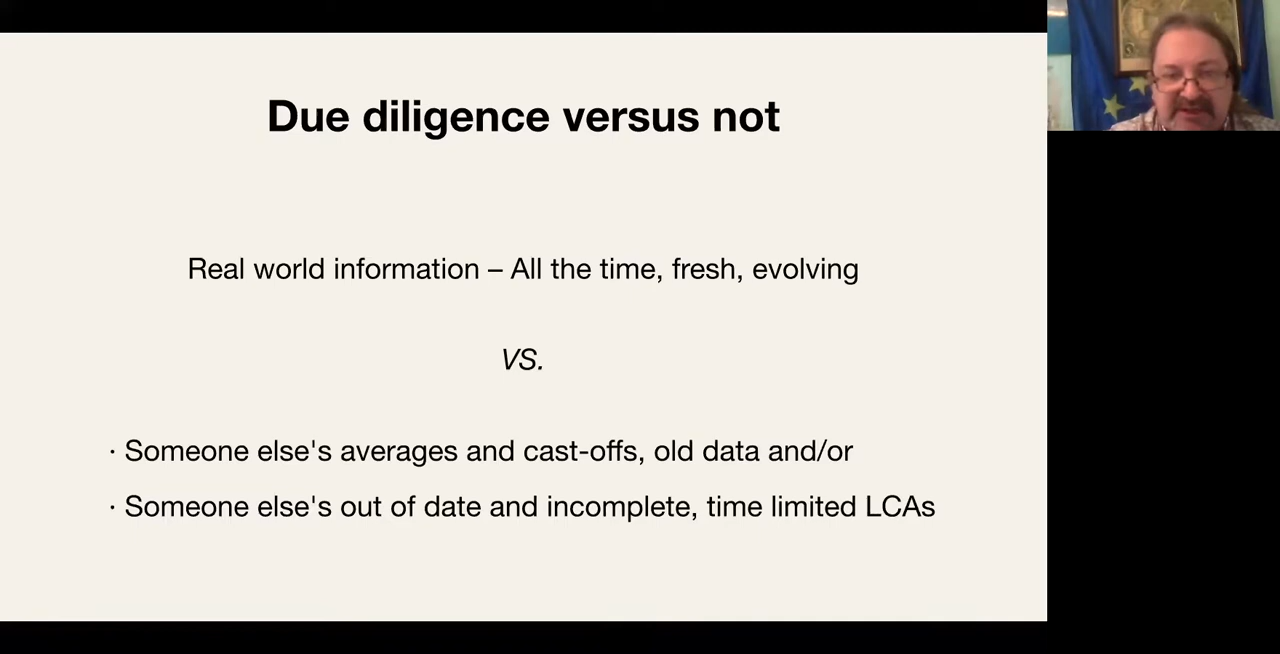 Due diligence versus not
Real world information – All the time, fresh, evolving
VS.
· Someone else's averages and cast-offs, old data and/or
· Someone else's out of date and incomplete, time limited LCAs